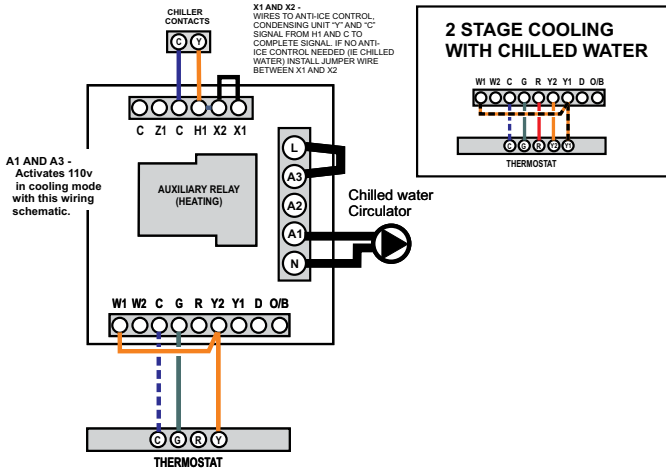 CHILLER
CONTACTS
C Y
X1 AND X2 -
WIRES TO ANTI-ICE CONTROL,
CONDENSING UNIT "Y" AND "C"
SIGNAL FROM H1 AND C TO
COMPLETE SIGNAL. IF NO ANTI-
ICE CONTROL NEEDED (IE CHILLED
WATER) INSTALL JUMPER WIRE
BETWEEN X1 AND X2
2 STAGE COOLING
WITH CHILLED WATER
W1 W2 C G R Y2 Y1 D O/B
C G R Y2 Y1
THERMOSTAT
C Z1 C H1 X2 X1
A1 AND A3 -
Activates 110v
in cooling mode
with this wiring
schematic.
AUXILIARY RELAY
(HEATING)
L
A3
A2
A1
N
Chilled water
Circulator
W1 W2 C G R Y2 Y1 D O/B
C G R Y
THERMOSTAT